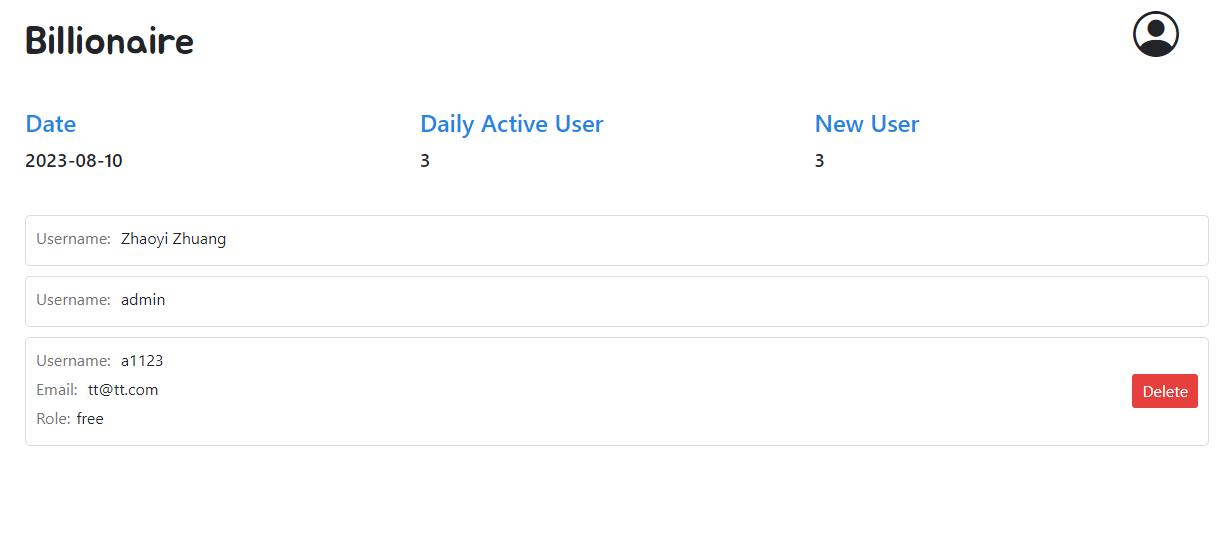 Billionaire
Date Daily Active User New User
2023-08-10 3 3
Username: Zhaoyi Zhuang
Username: admin
Username: a1123
Email: tt@tt.com
Delete
Role: free